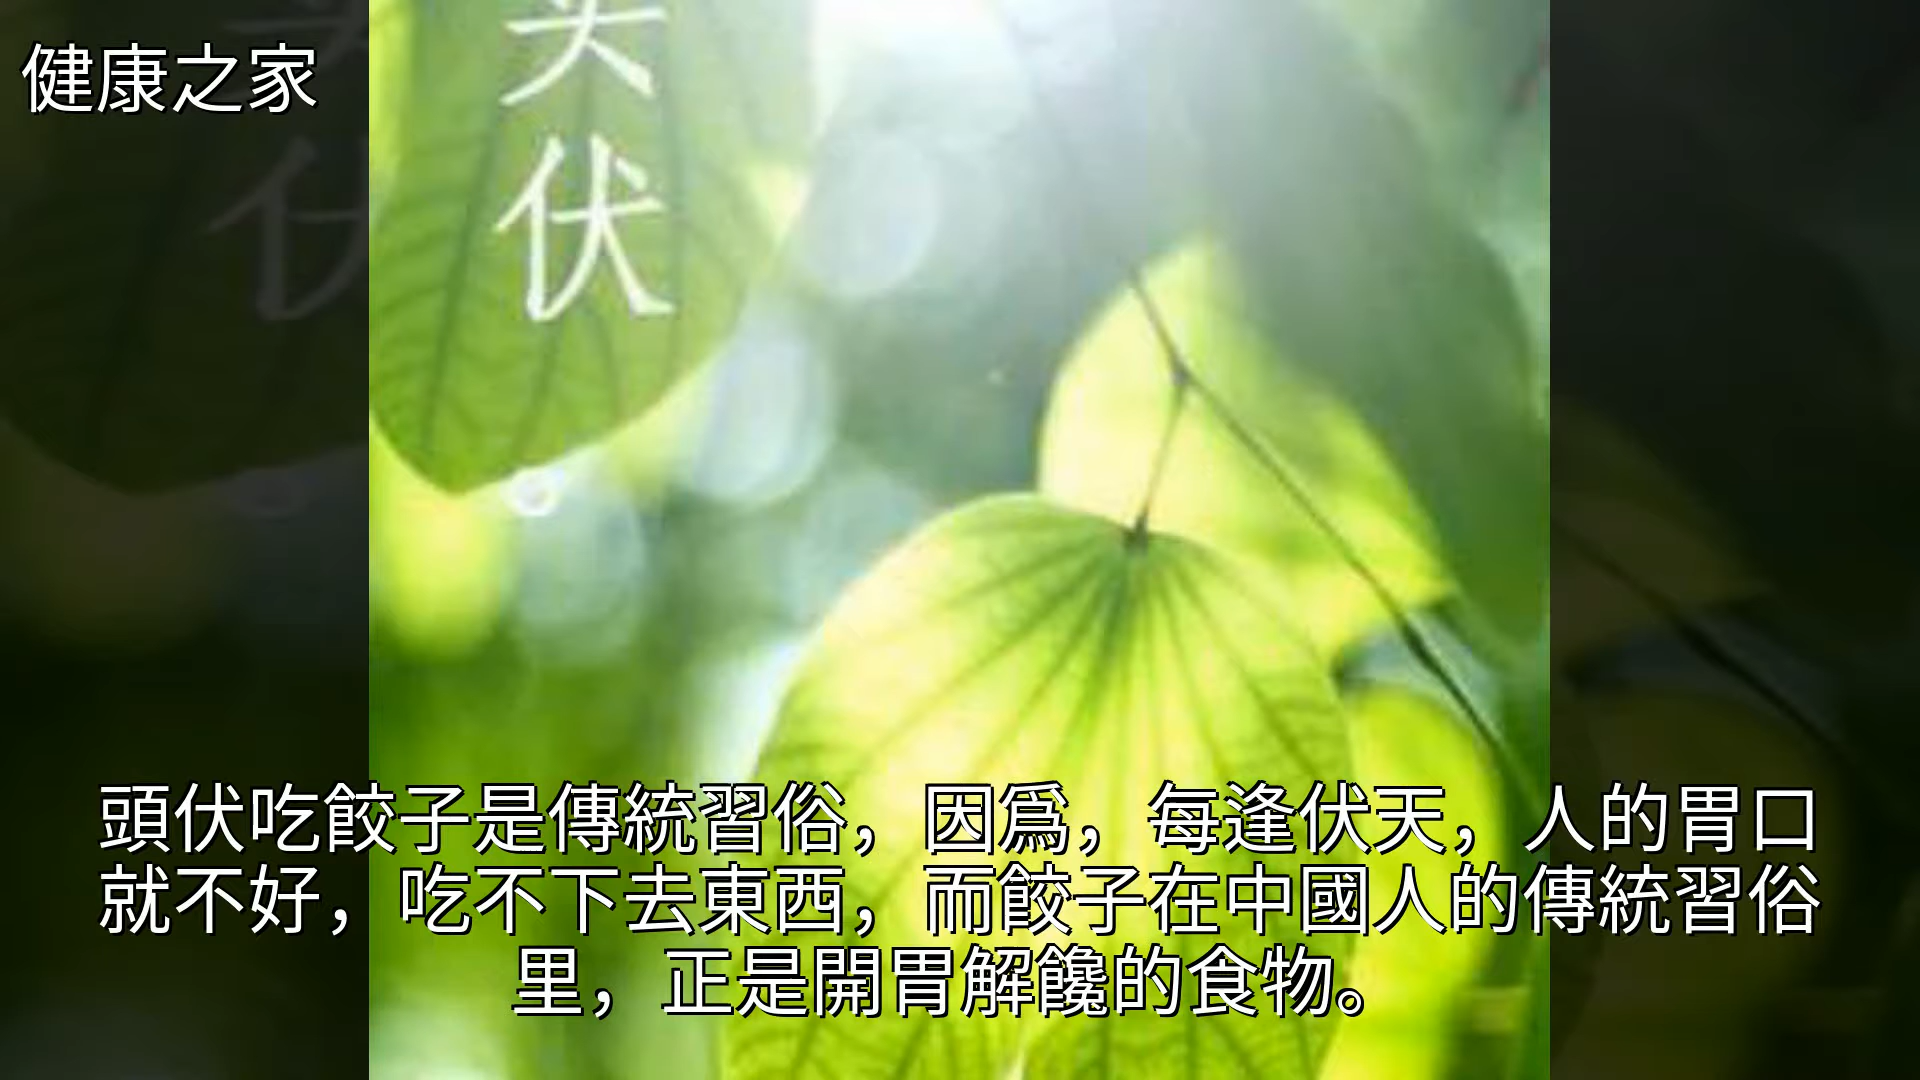 健康之家
头
伏
頭伏吃餃子是傳統習俗，因爲，每逢伏天，人的胃口
就不好，吃不下去東西，而餃子在中國人的傳統習俗
里，正是開胃解饞的食物。